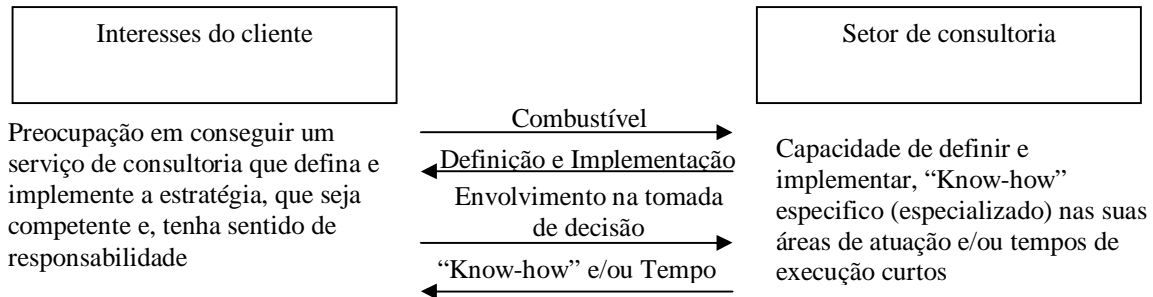 Interesses do cliente
Setor de consultoria
Preocupação em conseguir um
serviço de consultoria que defina e
implemente a estratégia, que seja
competente e, tenha sentido de
responsabilidade
Combustível
Definição e Implementação
Envolvimento na tomada
de decisão
“Know-how” e/ou Tempo
Capacidade de definir e
implementar, “Know-how”
especifico (especializado) nas suas
áreas de atuação e/ou tempos de
execução curtos